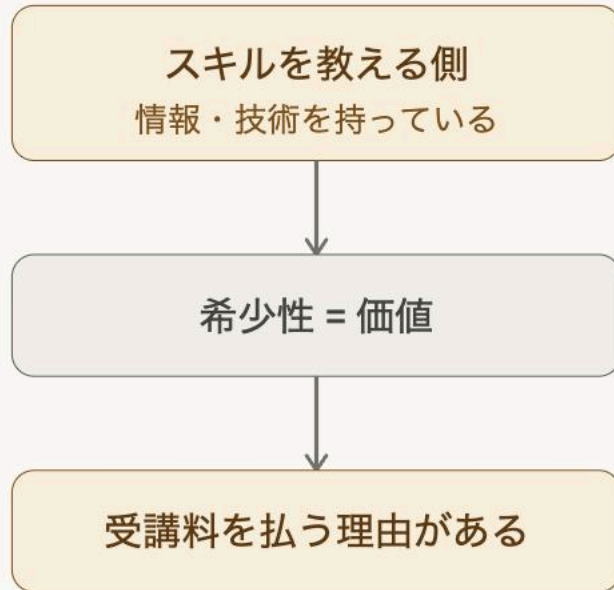 スキルを教える側
情報・技術を持っている
希少性 = 価値
受講料を払う理由がある